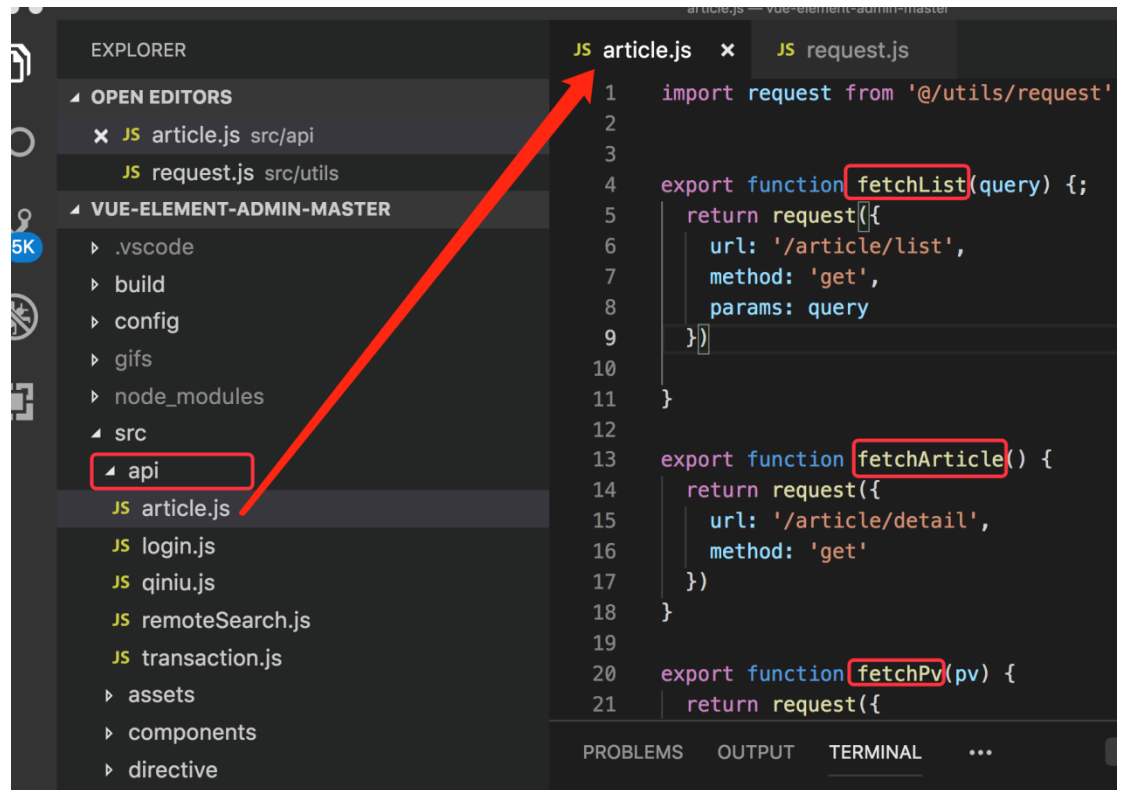 article.js — vue-element-admin-master
EXPLORER
OPEN EDITORS
JS article.js src/api
JS request.js src/utils
VUE-ELEMENT-ADMIN-MASTER
5K
.vscode
build
config
gifs
node_modules
src
api
JS article.js
JS login.js
JS qiniu.js
JS remoteSearch.js
JS transaction.js
assets
components
directive
JS article.js JS request.js
1 import request from '@/utils/request'
2
3
4 export function fetchList(query) {;
5 return request({
6 url: '/article/list',
7 method: 'get',
8 params: query
9 })
10
11 }
12
13 export function fetchArticle() {
14 return request({
15 url: '/article/detail',
16 method: 'get'
17 })
18 }
19
20 export function fetchPv(pv) {
21 return request({
PROBLEMS OUTPUT TERMINAL •••